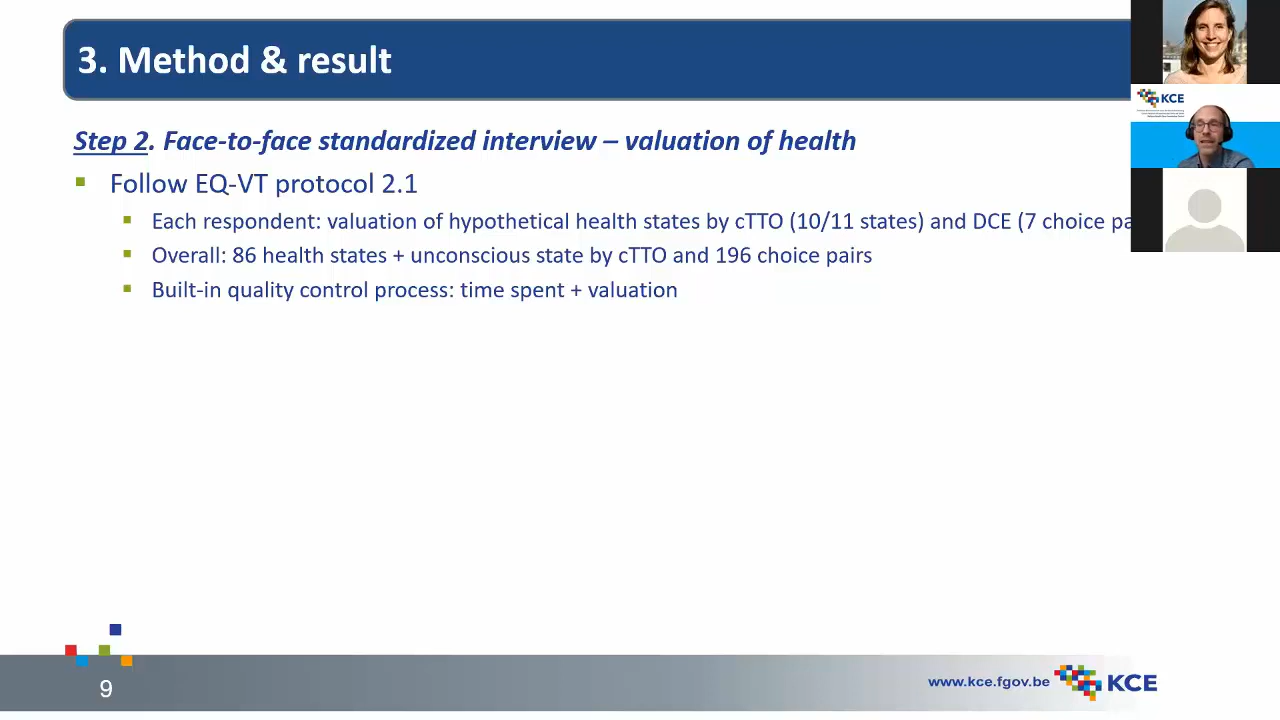 3. Method & result
Step 2. Face-to-face standardized interview – valuation of health
Follow EQ-VT protocol 2.1
Each respondent: valuation of hypothetical health states by cTTO (10/11 states) and DCE (7 choice
Overall: 86 health states + unconscious state by cTTO and 196 choice pairs
Built-in quality control process: time spent + valuation
9
www.kce.fgov.be
KCE
KCE